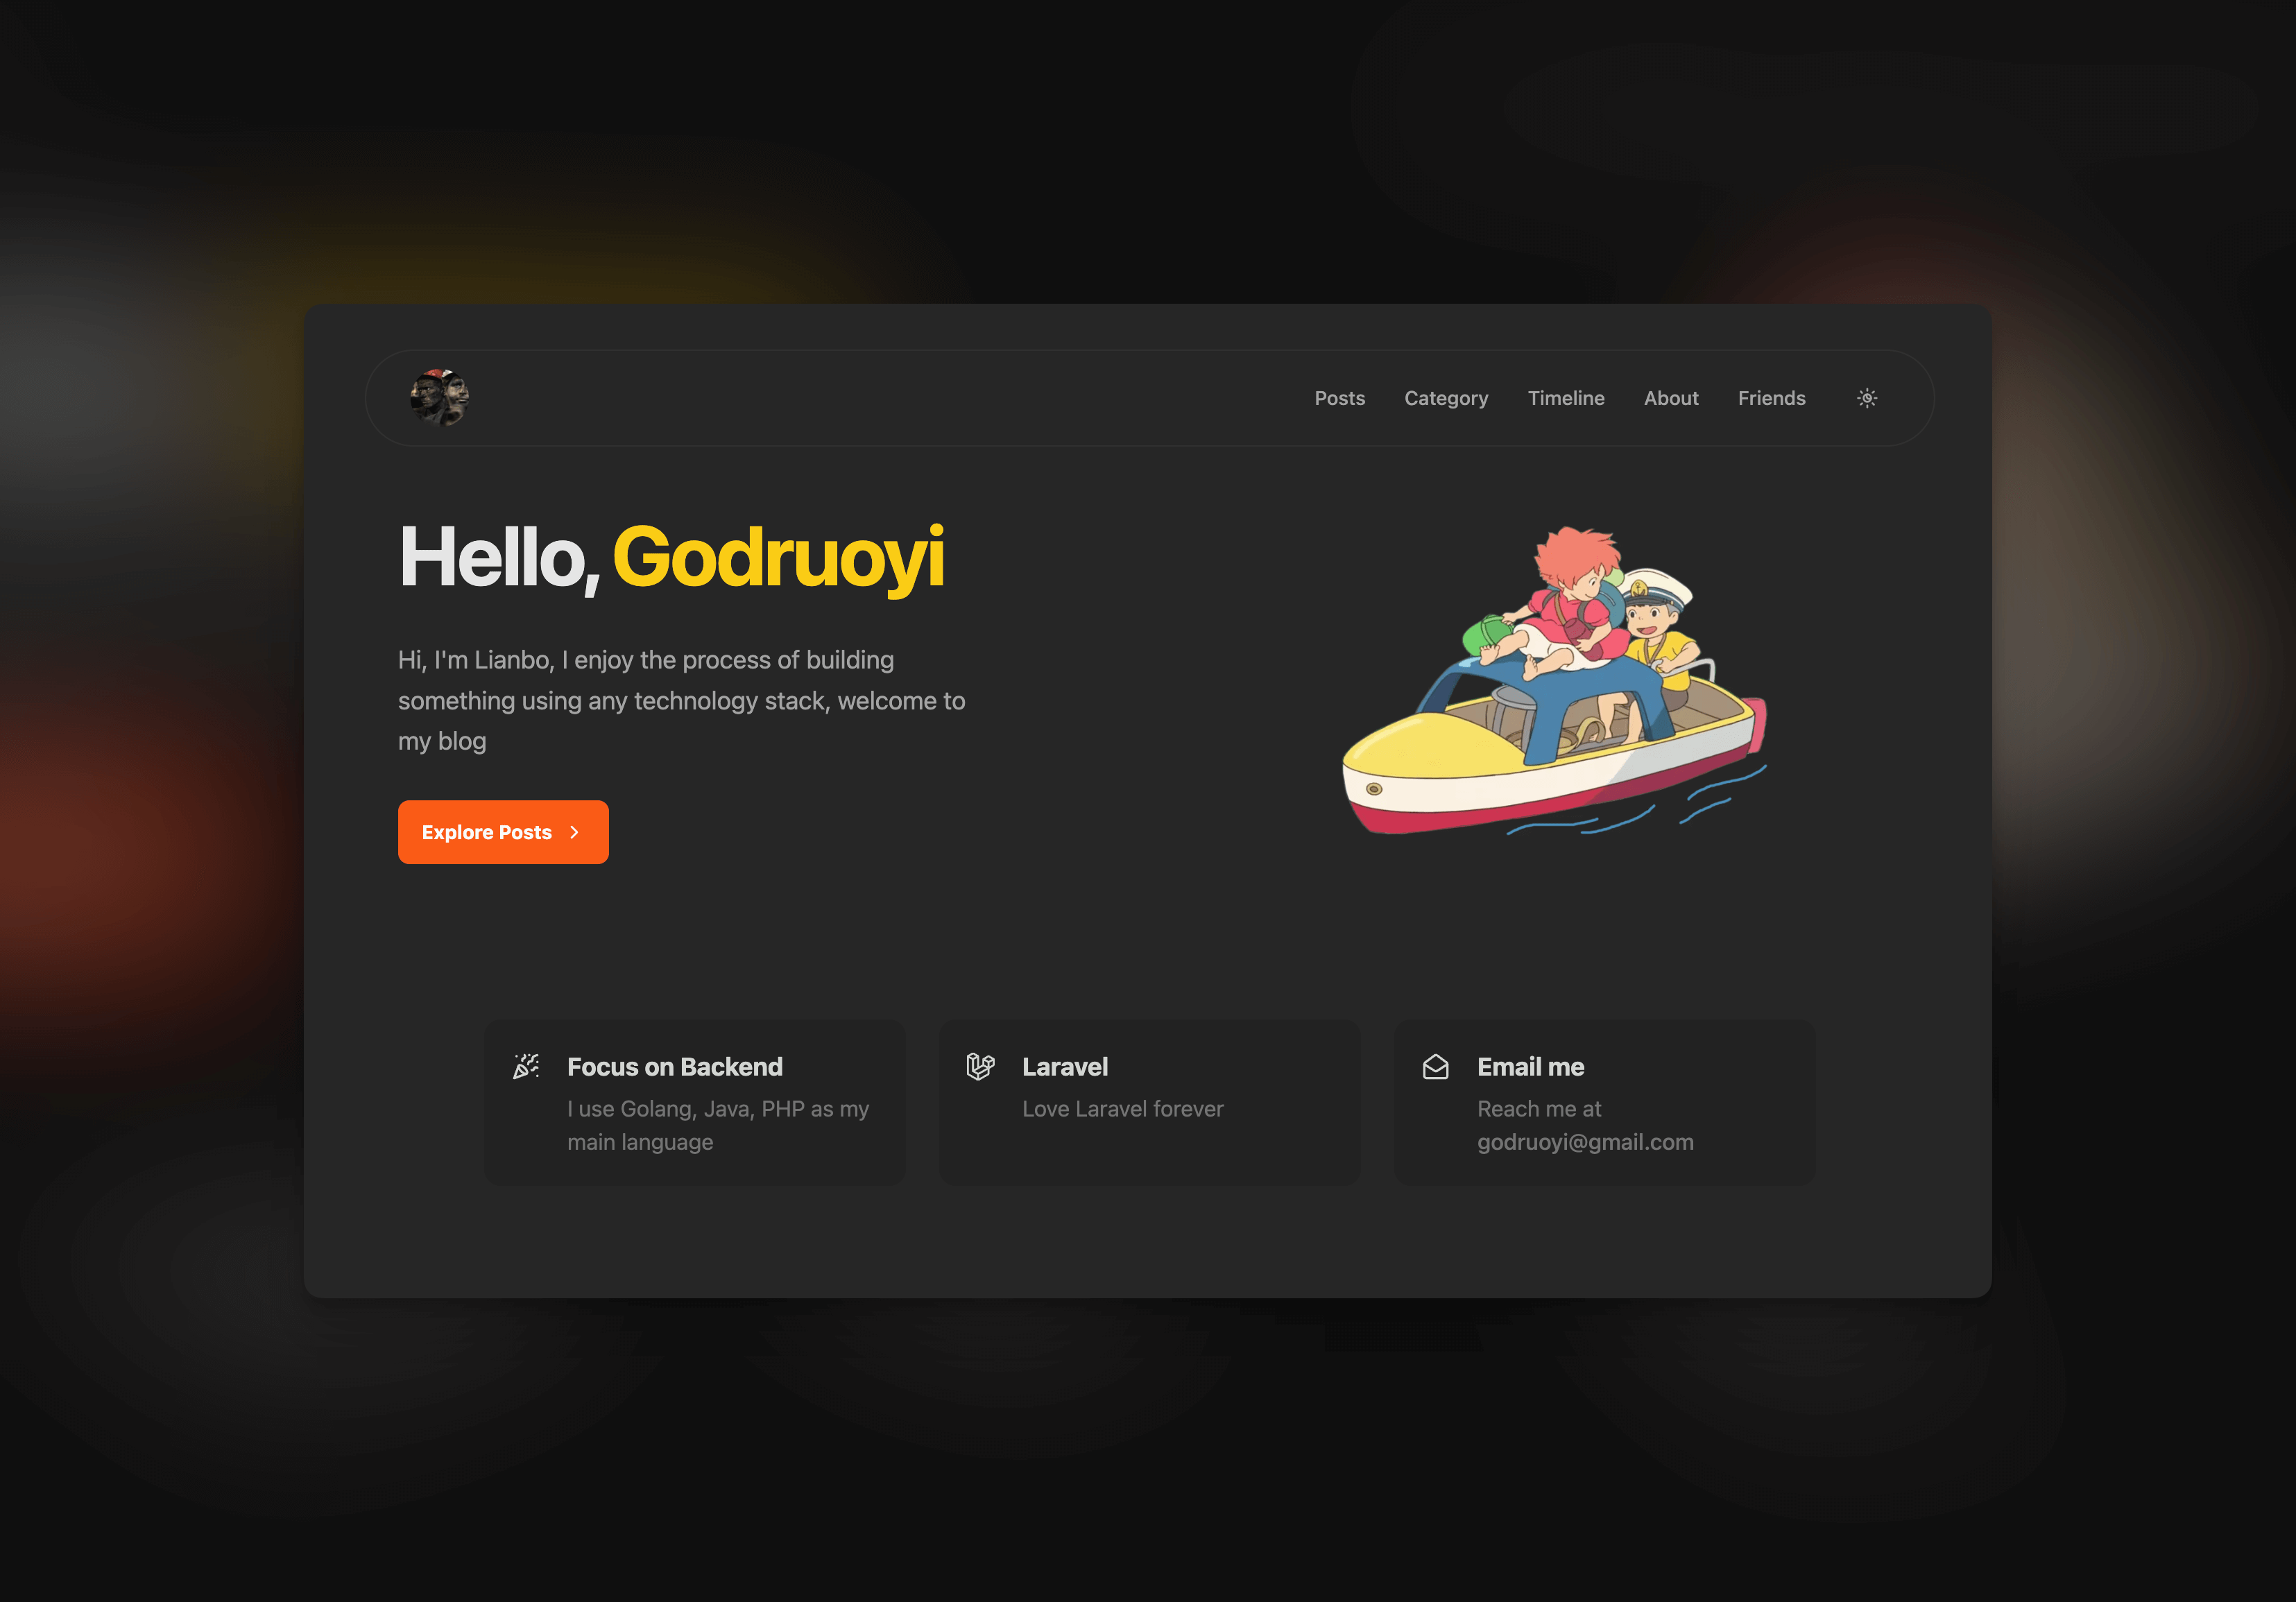 Posts Category Timeline About Friends
Hello, Godruoyi
Hi, I'm Lianbo, I enjoy the process of building
something using any technology stack, welcome to
my blog
Explore Posts
Focus on Backend
I use Golang, Java, PHP as my
main language
Laravel
Love Laravel forever
Email me
Reach me at
godruoyi@gmail.com